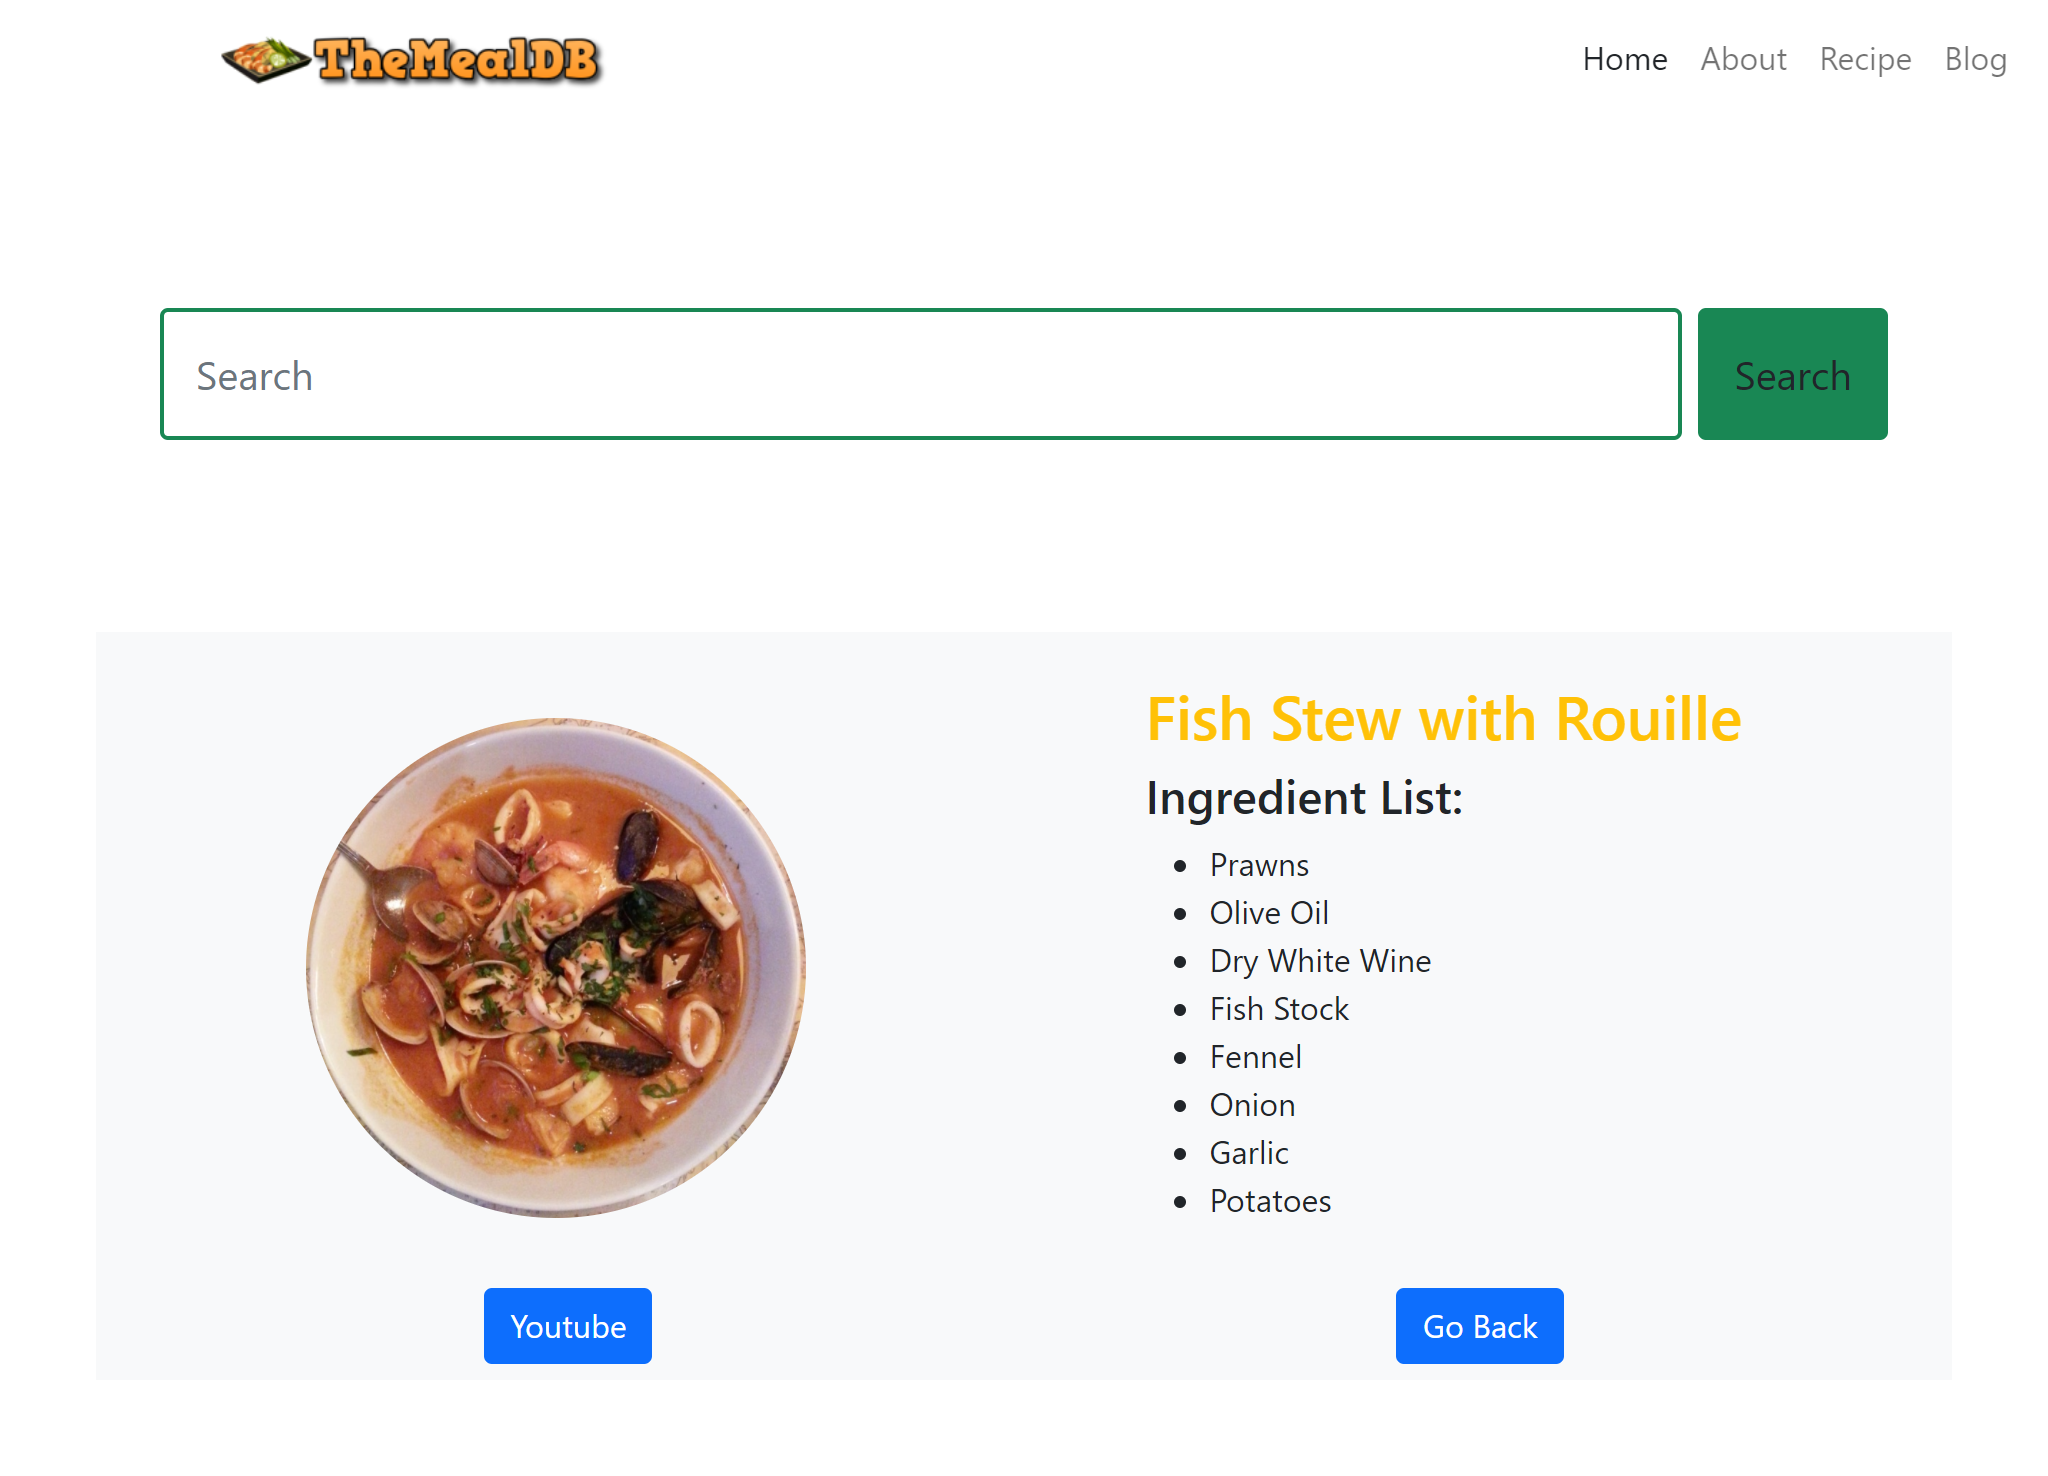 TheMealDB
Home About Recipe Blog
Search Search
Fish Stew with Rouille
Ingredient List:
Prawns
Olive Oil
Dry White Wine
Fish Stock
Fennel
Onion
Garlic
Potatoes
Youtube Go Back